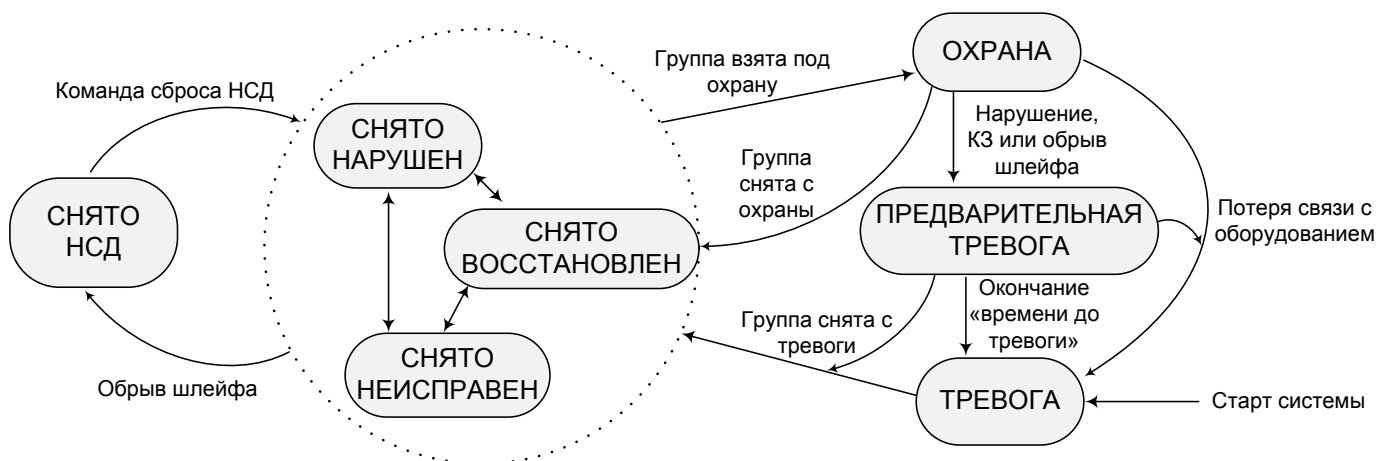 ОХРАНА
Группа взята под
охрану
Команда сброса НСД
СНЯТО
НАРУШЕН
Нарушение,
КЗ или обрыв
шлейфа
Группа
снята с
охраны
СНЯТО
НСД
СНЯТО
ВОССТАНОВЛЕН
ПРЕДВАРИТЕЛЬНАЯ
ТРЕВОГА
Потеря связи с
оборудованием
Окончание
«времени до
тревоги»
Группа снята с
тревоги
СНЯТО
НЕИСПРАВЕН
Обрыв шлейфа
ТРЕВОГА
Старт системы